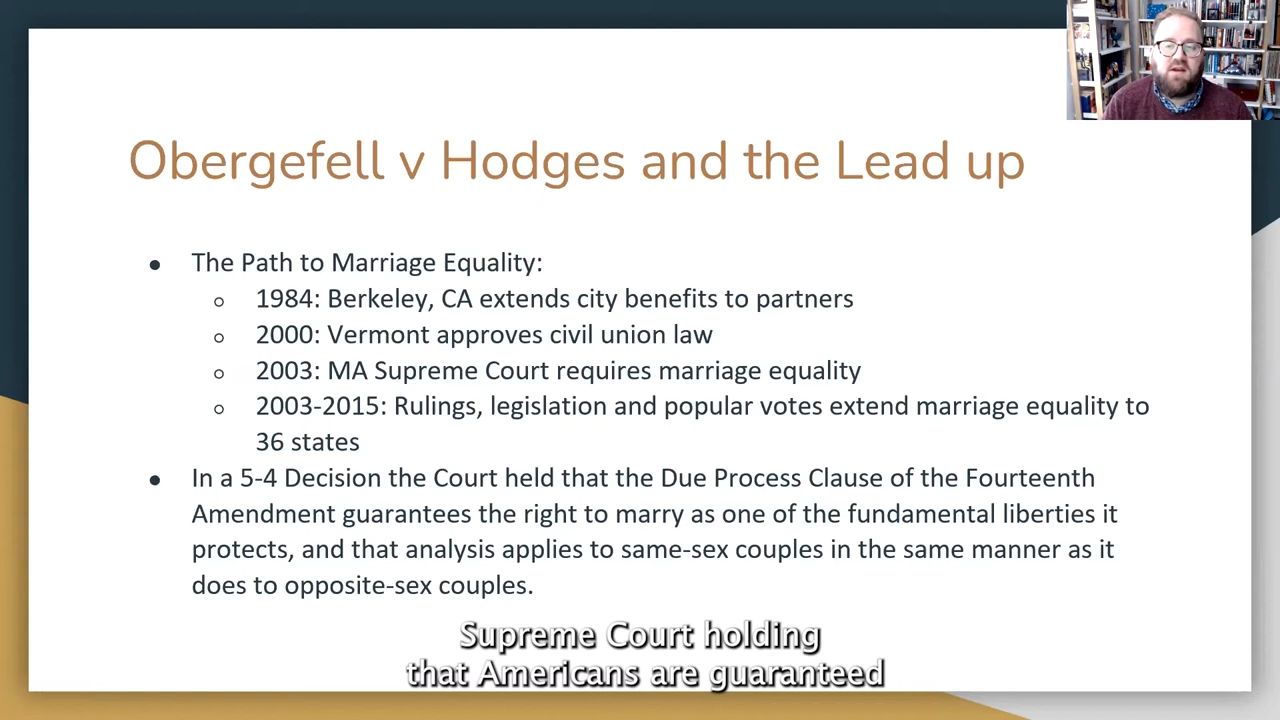 Obergefell v Hodges and the Lead up
● The Path to Marriage Equality:
○ 1984: Berkeley, CA extends city benefits to partners
○ 2000: Vermont approves civil union law
○ 2003: MA Supreme Court requires marriage equality
○ 2003-2015: Rulings, legislation and popular votes extend marriage equality to
36 states
● In a 5-4 Decision the Court held that the Due Process Clause of the Fourteenth
Amendment guarantees the right to marry as one of the fundamental liberties it
protects, and that analysis applies to same-sex couples in the same manner as it
does to opposite-sex couples.
Supreme Court holding
that Americans are guaranteed